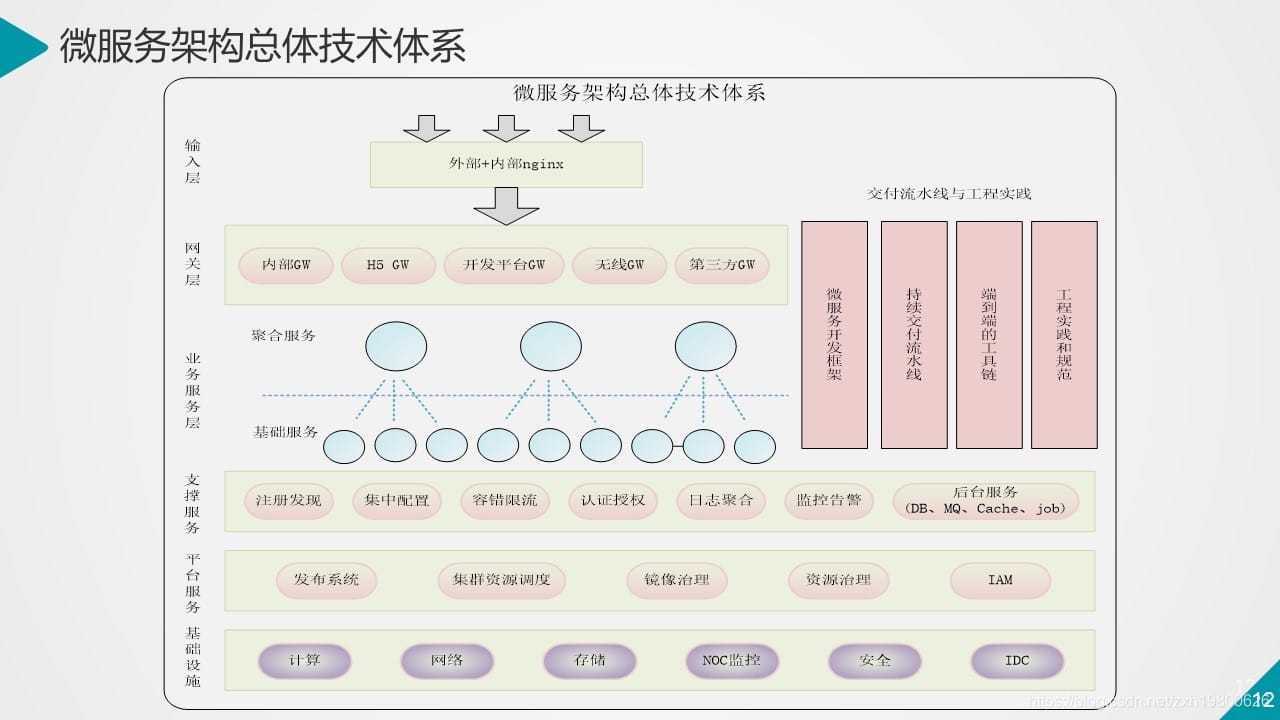 微服务架构总体技术体系
微服务架构总体技术体系
输入层
外部+内部nginx
交付流水线与工程实践
网关层
内部GW
H5 GW
开发平台GW
无线GW
第三方GW
微服务开发框架
持续交付流水线
端到端的工具链
工程实践和规范
业务服务层
聚合服务
基础服务
支撑服务
注册发现
集中配置
容错限流
认证授权
日志聚合
监控告警
后台服务
(DB、MQ、Cache、job)
平台服务
发布系统
集群资源调度
镜像治理
资源治理
IAM
基础设施
计算
网络
存储
NOC监控
安全
IDC
12